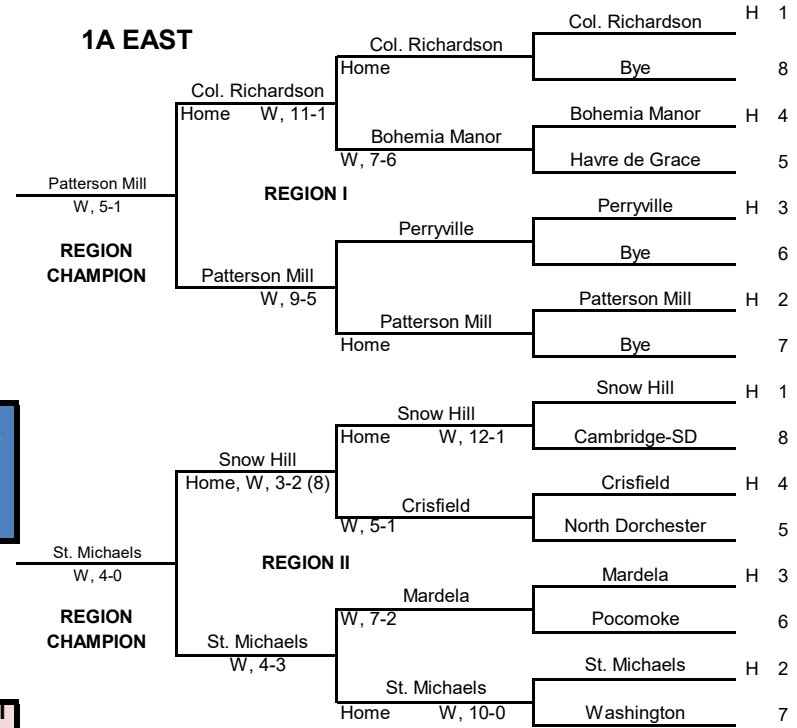 1A EAST
Col. Richardson H 1
Bye 8
Col. Richardson
Home
Bohemia Manor H 4
Havre de Grace 5
Bohemia Manor
W, 7-6
Col. Richardson
Home W, 11-1
Perryville H 3
Bye 6
Perryville
Patterson Mill H 2
Bye 7
Patterson Mill
Home
Patterson Mill
W, 9-5
REGION I
Patterson Mill
W, 5-1
REGION
CHAMPION
Snow Hill H 1
Cambridge-SD 8
Snow Hill
Home W, 12-1
Crisfield H 4
North Dorchester 5
Crisfield
W, 5-1
Snow Hill
Home, W, 3-2 (8)
Mardela H 3
Pocomoke 6
Mardela
W, 7-2
St. Michaels H 2
Washington 7
St. Michaels
Home W, 10-0
St. Michaels
W, 4-3
REGION II
St. Michaels
W, 4-0
REGION
CHAMPION